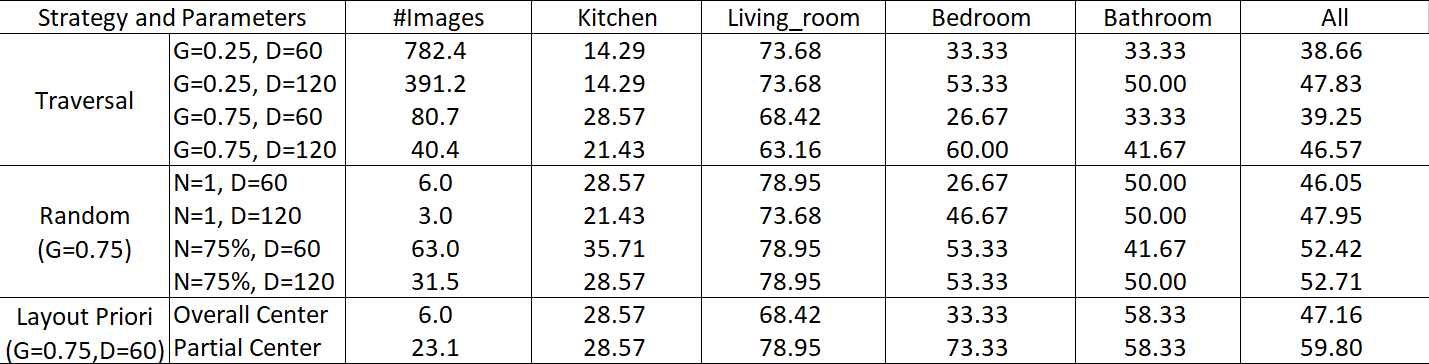 Strategy and Parameters #Images Kitchen Living_room Bedroom Bathroom All
Traversal
G=0.25, D=60 782.4 14.29 73.68 33.33 33.33 38.66
G=0.25, D=120 391.2 14.29 73.68 53.33 50.00 47.83
G=0.75, D=60 80.7 28.57 68.42 26.67 33.33 39.25
G=0.75, D=120 40.4 21.43 63.16 60.00 41.67 46.57
Random
(G=0.75)
N=1, D=60 6.0 28.57 78.95 26.67 50.00 46.05
N=1, D=120 3.0 21.43 73.68 46.67 50.00 47.95
N=75%, D=60 63.0 35.71 78.95 53.33 41.67 52.42
N=75%, D=120 31.5 28.57 78.95 53.33 50.00 52.71
Layout Priori
(G=0.75,D=60)
Overall Center 6.0 28.57 68.42 33.33 58.33 47.16
Partial Center 23.1 28.57 78.95 73.33 58.33 59.80